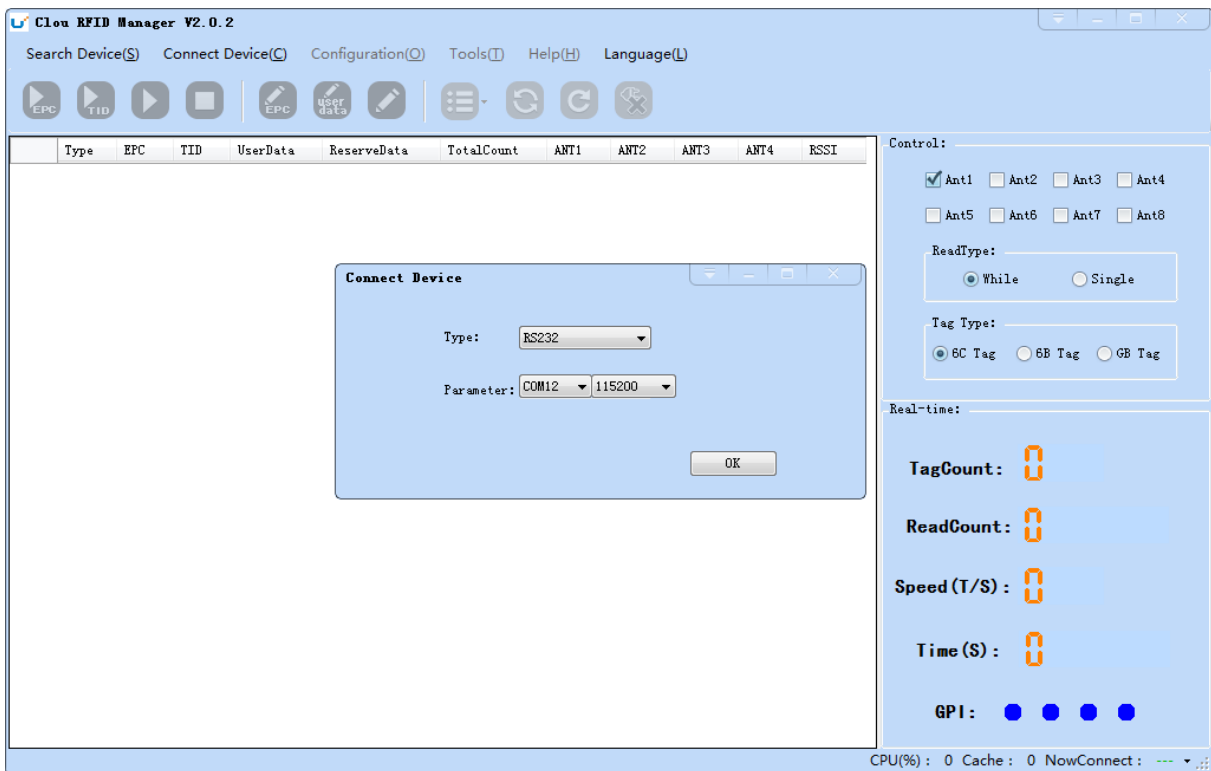 Clou RFID Manager V2.0.2
Search Device(S) Connect Device(C) Configuration(O) Tools(T) Help(H) Language(L)
EPC TID EPC user data
Type EPC TID UserData ReserveData TotalCount ANT1 ANT2 ANT3 ANT4 RSSI
Control:
Ant1 Ant2 Ant3 Ant4
Ant5 Ant6 Ant7 Ant8
ReadType:
While Single
Tag Type:
6C Tag 6B Tag GB Tag
Connect Device
Type: RS232
Parameter: COM12 115200
OK
Real-time:
TagCount: 0
ReadCount: 0
Speed(T/S): 0
Time(S): 0
GPI:
CPU(%) : 0 Cache : 0 NowConnect : ---